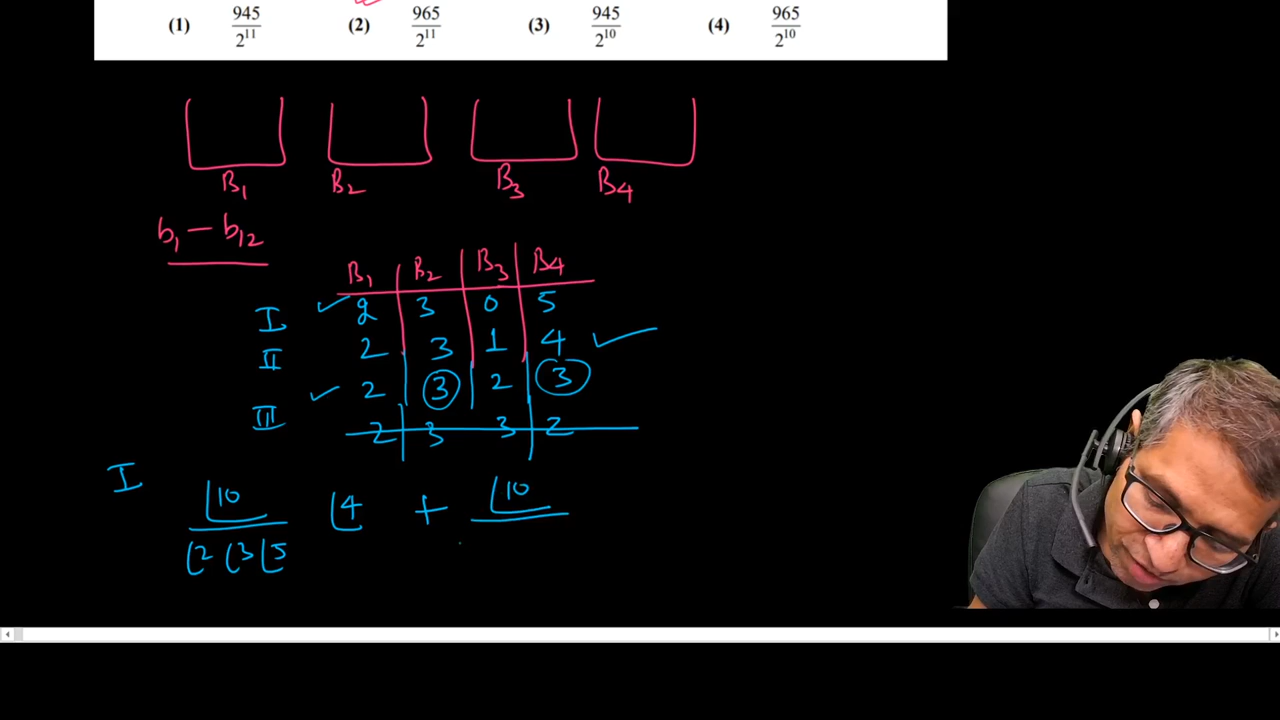 (1) 945/2^11 (2) 965/2^11 (3) 945/2^10 (4) 965/2^10
B₁ B₂ B₃ B₄
b₁ — b₁₂
B₁ B₂ B₃ B₄
I ✓ 2 3 0 5
II 2 3 1 4 ✓
✓ 2 3 2 3
III 2 3 3 2
I
⌊10 ⌊4 + ⌊10
⌊2 ⌊3 ⌊5